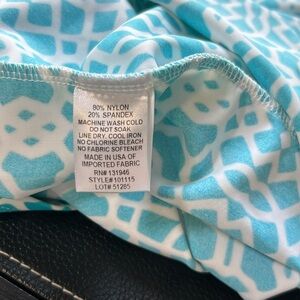 80% NYLON
20% SPANDEX
MACHINE WASH COLD
DO NOT SOAK
LINE DRY, COOL IRON
NO CHLORINE BLEACH
NO FABRIC SOFTENER
MADE IN USA OF
IMPORTED FABRIC
RN# 131946
STYLE#101115
LOT# 51285